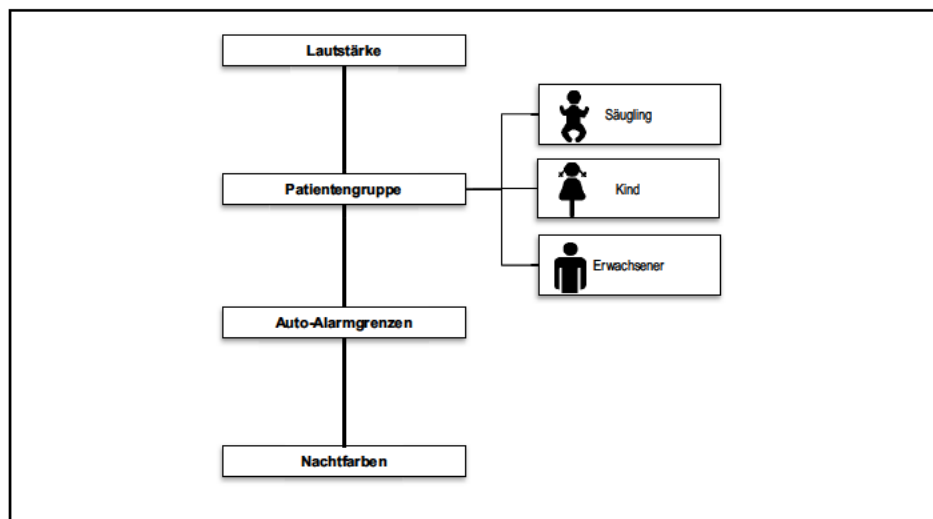 Lautstärke
Säugling
Patientengruppe
Kind
Erwachsener
Auto-Alarmgrenzen
Nachtfarben